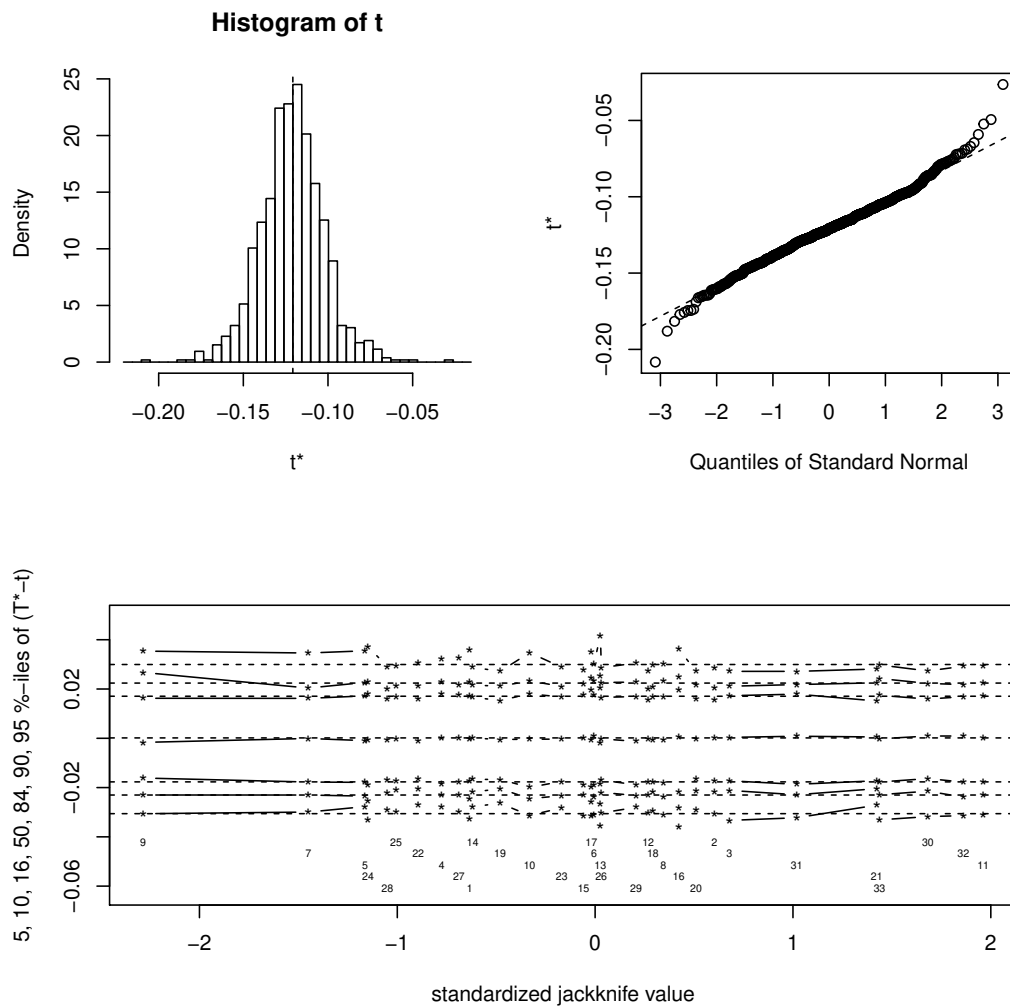 Histogram of t
Density
0 5 10 15 20 25
−0.20 −0.15 −0.10 −0.05
t*
t*
−0.20 −0.15 −0.10 −0.05
−3 −2 −1 0 1 2 3
Quantiles of Standard Normal
5, 10, 16, 50, 84, 90, 95 %−iles of (T*−t)
−0.06 −0.02 0.02
9 25 14 17 12 2 30
7 22 19 6 18 3 32
5 4 10 13 8 31 11
24 27 23 26 16 21
28 1 15 29 20 33
−2 −1 0 1 2
standardized jackknife value